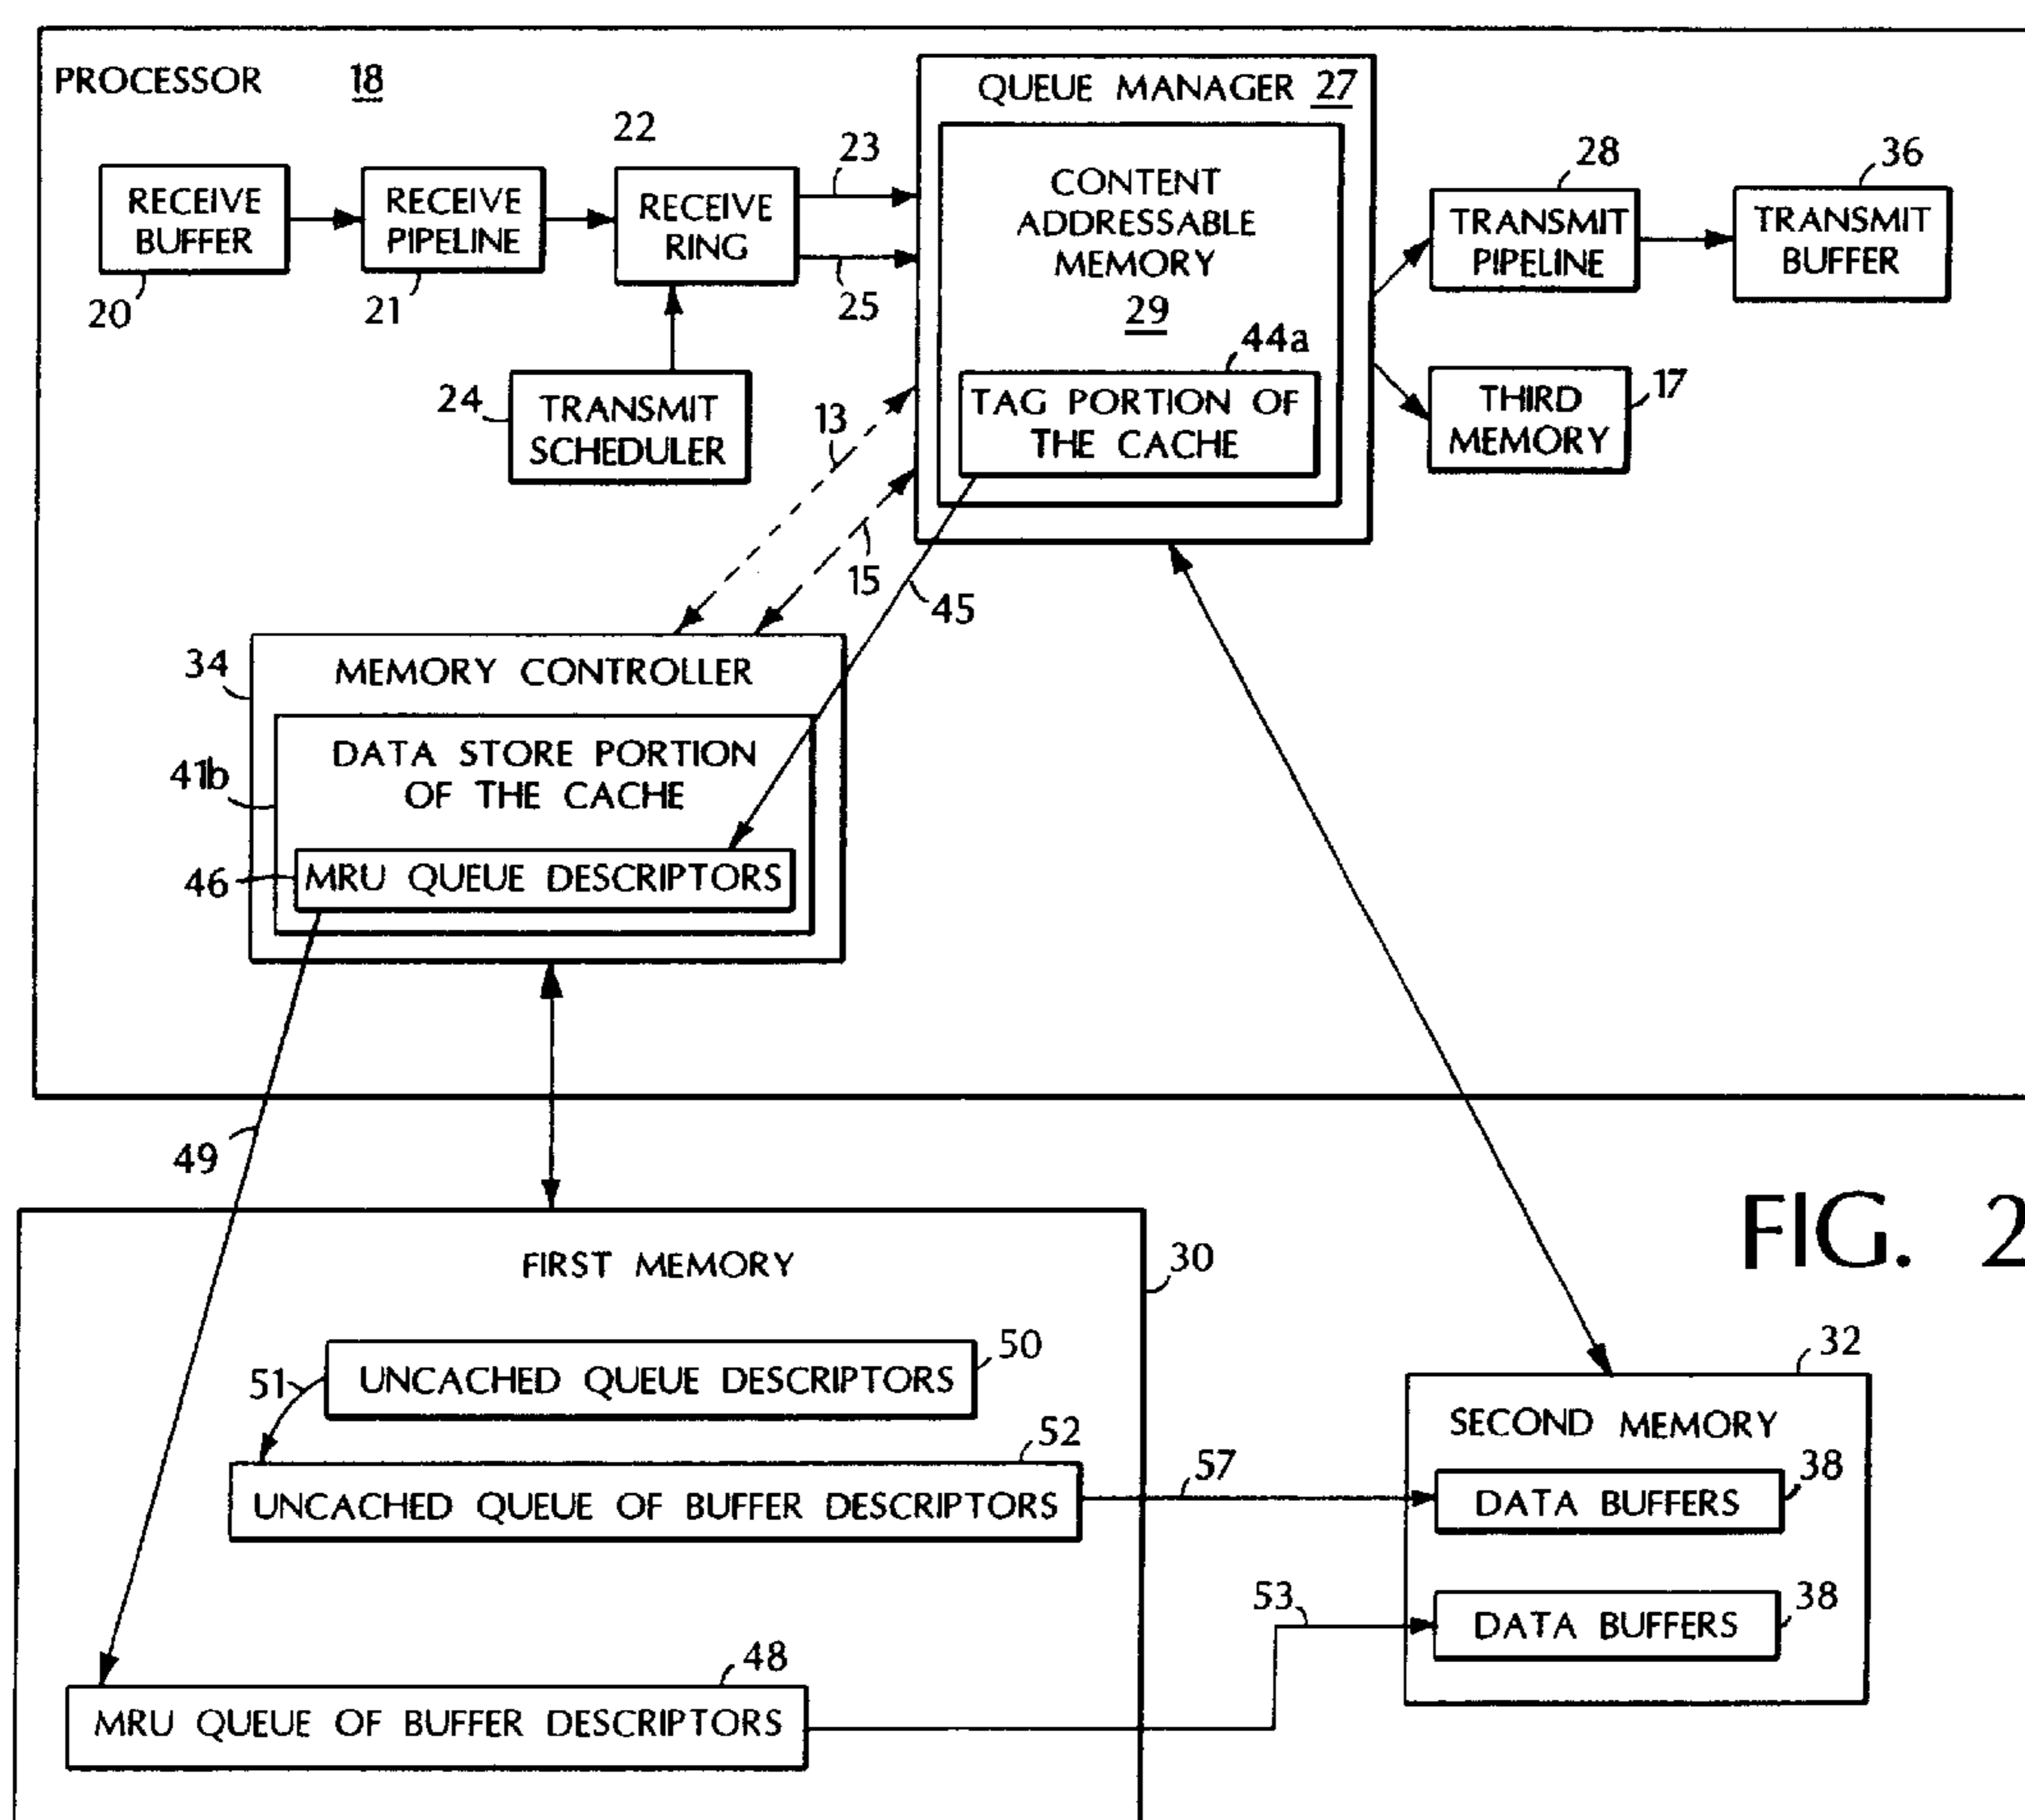 PROCESSOR 18
QUEUE MANAGER 27
22
23
28
36
RECEIVE
BUFFER
RECEIVE
PIPELINE
RECEIVE
RING
CONTENT
ADDRESSABLE
MEMORY
29
TRANSMIT
PIPELINE
TRANSMIT
BUFFER
20
21
25
44a
24
TRANSMIT
SCHEDULER
13
TAG PORTION OF
THE CACHE
THIRD
MEMORY
17
15
45
34
MEMORY CONTROLLER
41b
DATA STORE PORTION
OF THE CACHE
46
MRU QUEUE DESCRIPTORS
49
FIG. 2
FIRST MEMORY
30
50
51
UNCACHED QUEUE DESCRIPTORS
32
52
SECOND MEMORY
UNCACHED QUEUE OF BUFFER DESCRIPTORS
57
DATA BUFFERS
38
53
DATA BUFFERS
38
48
MRU QUEUE OF BUFFER DESCRIPTORS